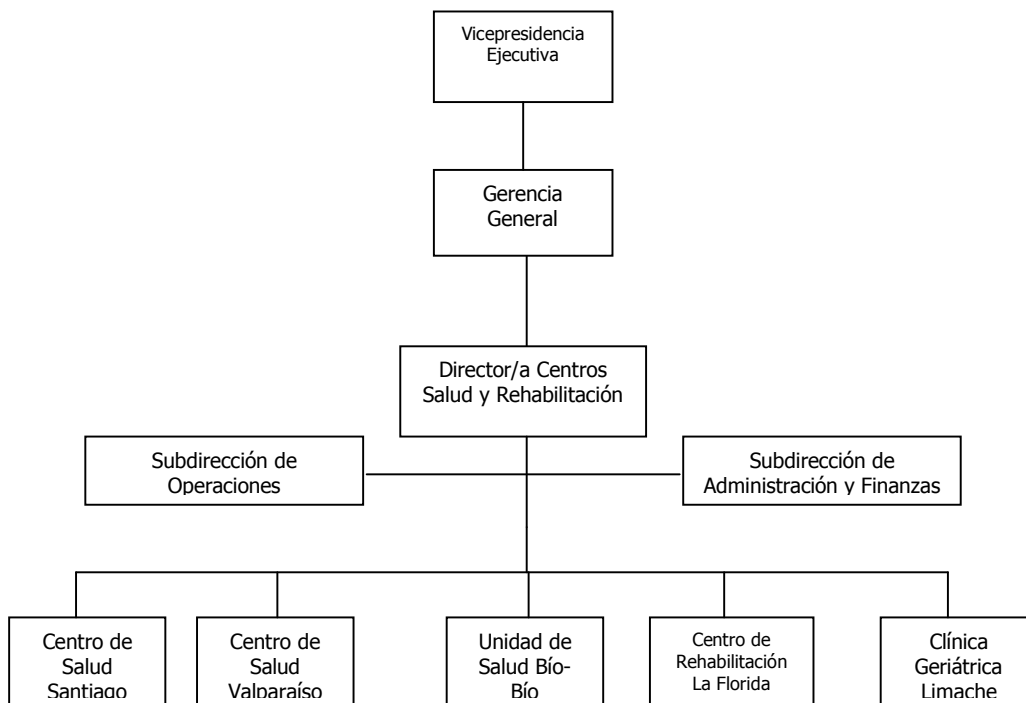 Vicepresidencia
Ejecutiva
Gerencia
General
Director/a Centros
Salud y Rehabilitación
Subdirección de
Operaciones
Subdirección de
Administración y Finanzas
Centro de
Salud
Santiago
Centro de
Salud
Valparaíso
Unidad de
Salud Bío-
Bío
Centro de
Rehabilitación
La Florida
Clínica
Geriátrica
Limache